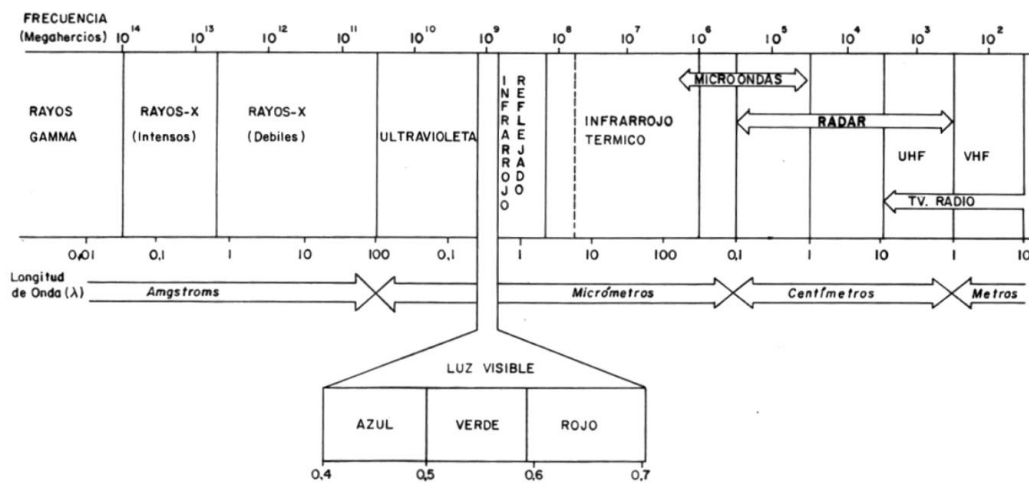 FRECUENCIA
(Megahercios) 10¹⁴ 10¹³ 10¹² 10¹¹ 10¹⁰ 10⁹ 10⁸ 10⁷ 10⁶ 10⁵ 10⁴ 10³ 10²
RAYOS
GAMMA
RAYOS-X
(Intensos)
RAYOS-X
(Debiles)
ULTRAVIOLETA
INFRARROJO
REFLEJADO
INFRARROJO
TERMICO
MICROONDAS
RADAR
UHF
VHF
TV. RADIO
0,01 0,1 1 10 100 0,1 1 10 100 0,1 1 10 1 10
Longitud
de Onda (λ)
Amgstroms
Micrómetros
Centímetros
Metros
LUZ VISIBLE
AZUL VERDE ROJO
0,4 0,5 0,6 0,7